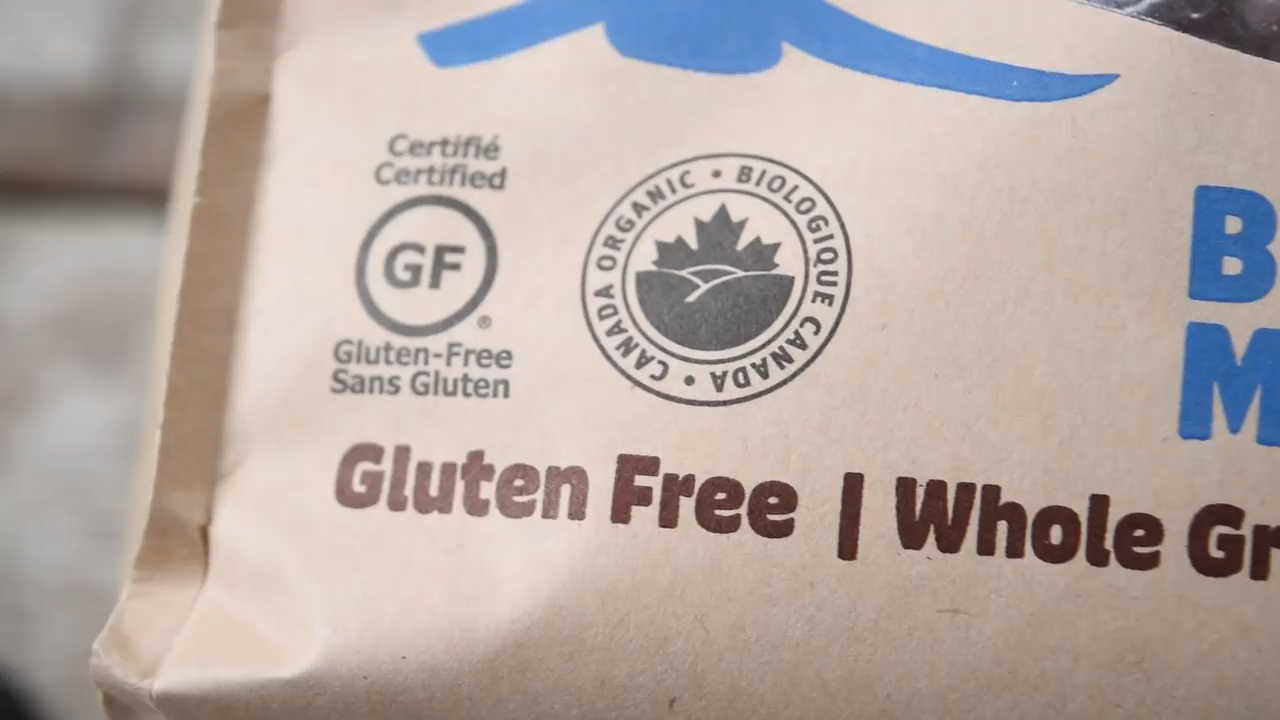 Certifié
Certified
GF
®
Gluten-Free
Sans Gluten
CANADA ORGANIC • BIOLOGIQUE CANADA •
B
M
Gluten Free | Whole Gr